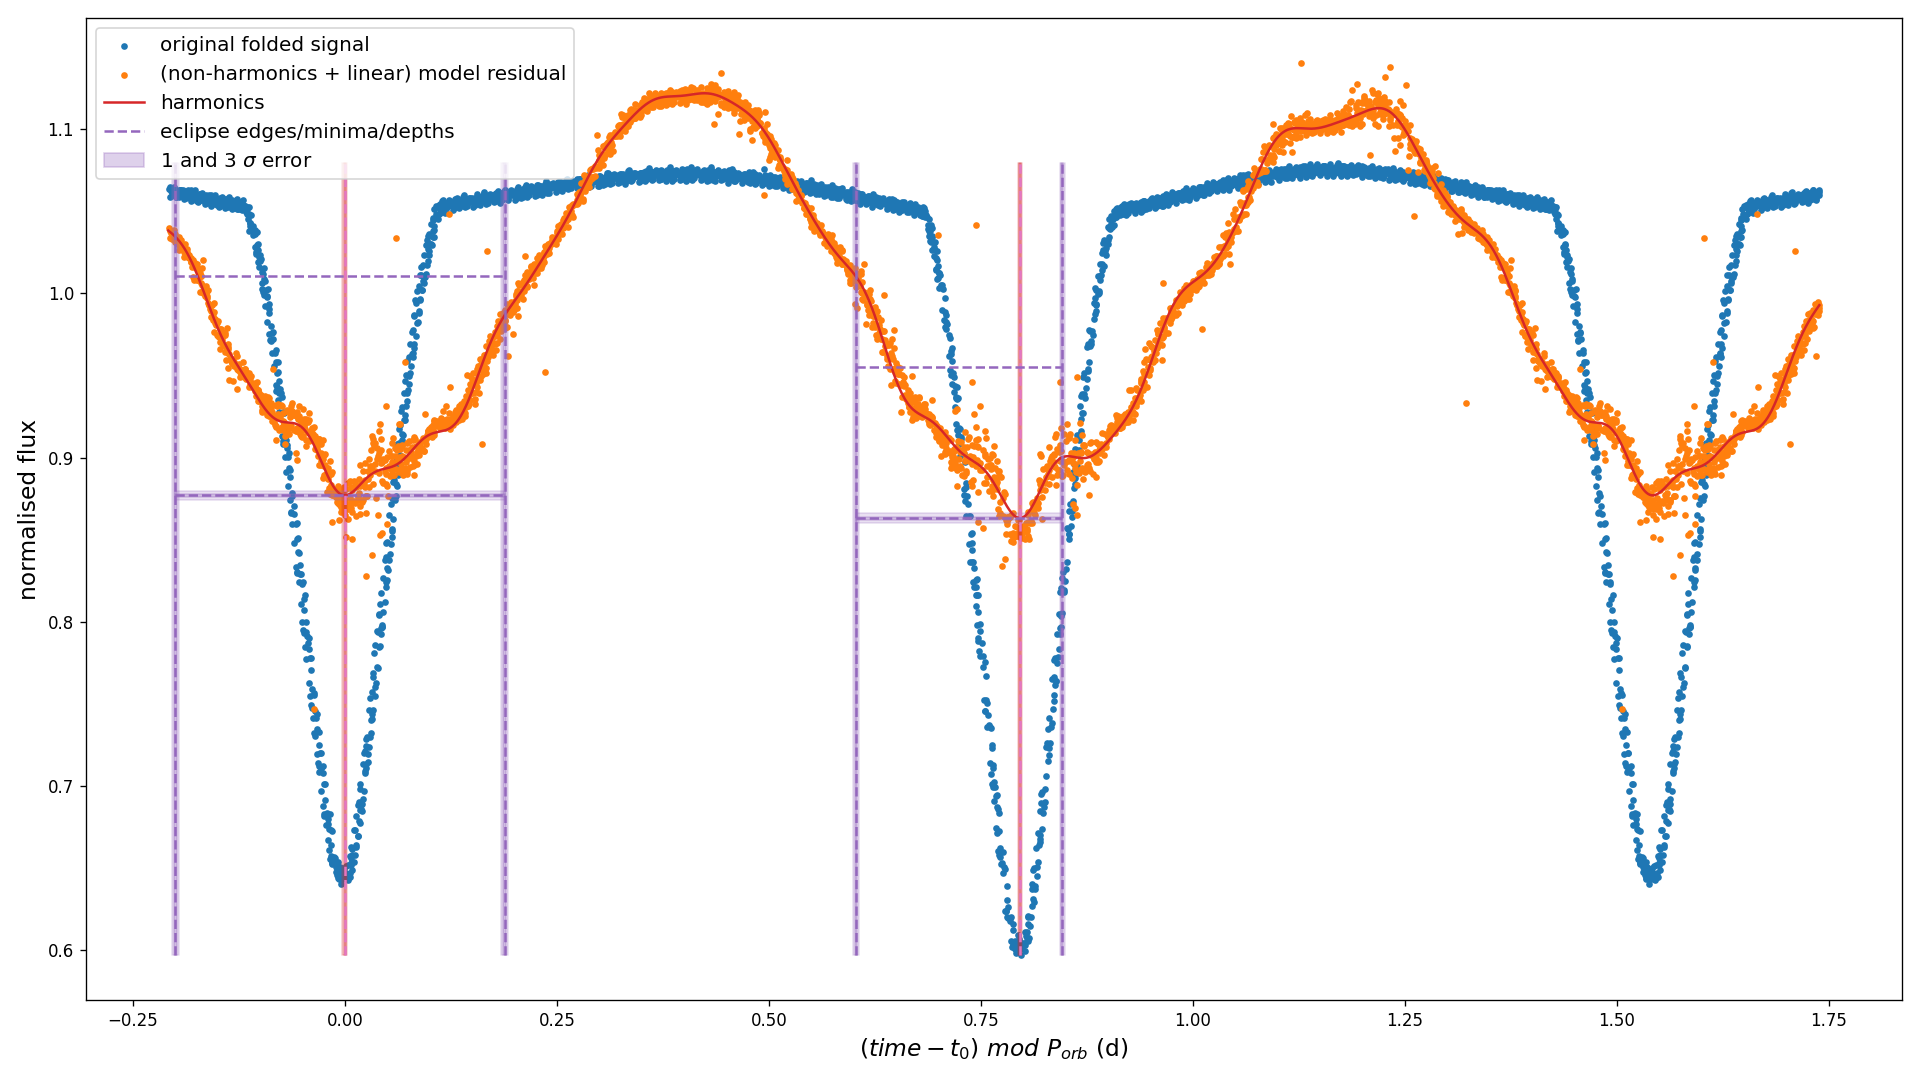 original folded signal
(non-harmonics + linear) model residual
harmonics
eclipse edges/minima/depths
1 and 3 σ error
normalised flux
1.1
1.0
0.9
0.8
0.7
0.6
−0.25
0.00
0.25
0.50
0.75
1.00
1.25
1.50
1.75
(time − t₀) mod Pₒᵣ♭ (d)